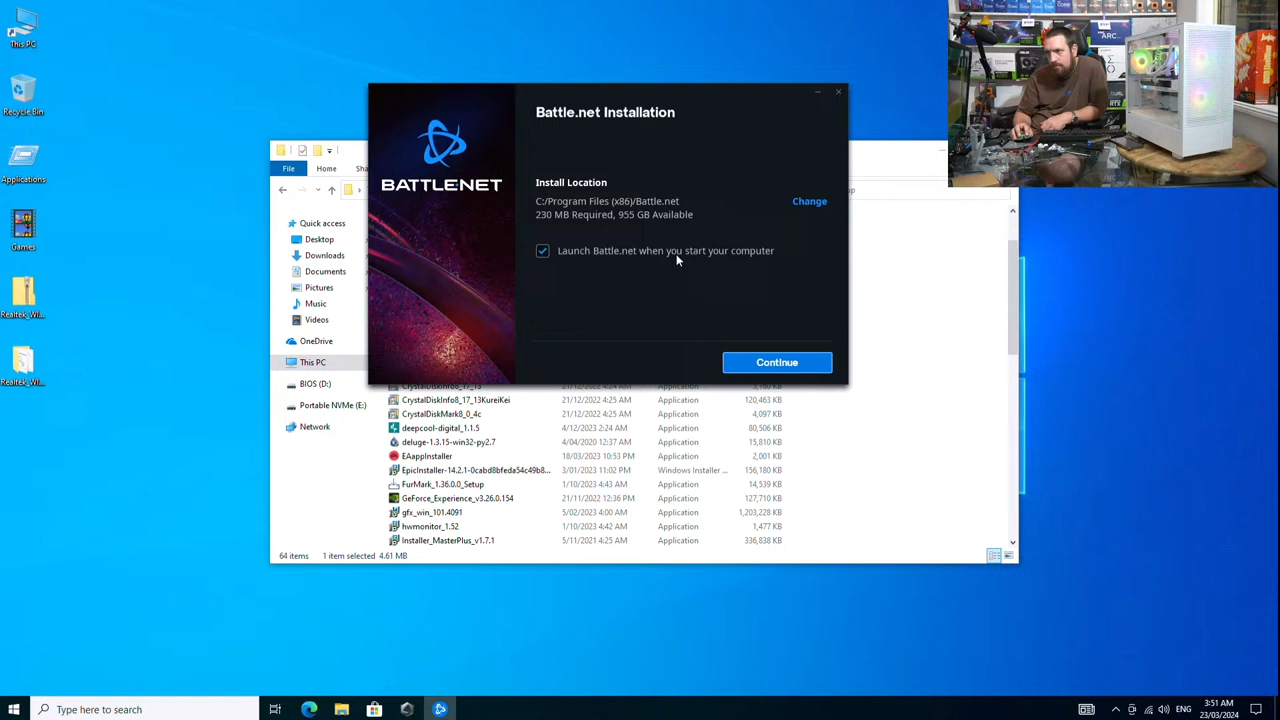 This PC
Recycle Bin
Applications
Games
Realtek_Wi...
Realtek_Wi...
BATTLE.NET
Battle.net Installation
Install Location
C:/Program Files (x86)/Battle.net
Change
230 MB Required, 955 GB Available
Launch Battle.net when you start your computer
Continue
File
Home
Sha
Quick access
Desktop
Downloads
Documents
Pictures
Music
Videos
OneDrive
This PC
BIOS (D:)
Portable NVMe (E:)
Network
CrystalDiskInfo8_17_13 21/12/2022 4:24 AM Application
CrystalDiskInfo8_17_13KureiKei 21/12/2022 4:25 AM Application 120,463 KB
CrystalDiskMark8_0_4c 21/12/2022 4:25 AM Application 4,097 KB
deepcool-digital_1.1.5 4/12/2023 2:24 AM Application 80,506 KB
deluge-1.3.15-win32-py2.7 4/04/2020 12:37 AM Application 15,810 KB
EAappInstaller 18/03/2023 10:53 PM Application 2,001 KB
EpicInstaller-14.2.1-0cabd8bfeda54c49b8... 3/01/2023 11:02 PM Windows Installer ... 156,180 KB
FurMark_1.36.0.0_Setup 1/10/2023 4:43 AM Application 14,539 KB
GeForce_Experience_v3.26.0.154 21/11/2022 12:36 PM Application 127,710 KB
gfx_win_101.4091 5/02/2023 4:00 AM Application 1,203,228 KB
hwmonitor_1.52 1/10/2023 4:42 AM Application 1,477 KB
Installer_MasterPlus_v1.7.1 5/11/2021 4:25 AM Application 336,838 KB
64 items 1 item selected 4.61 MB
ARC
Type here to search
ENG
3:51 AM
23/03/2024